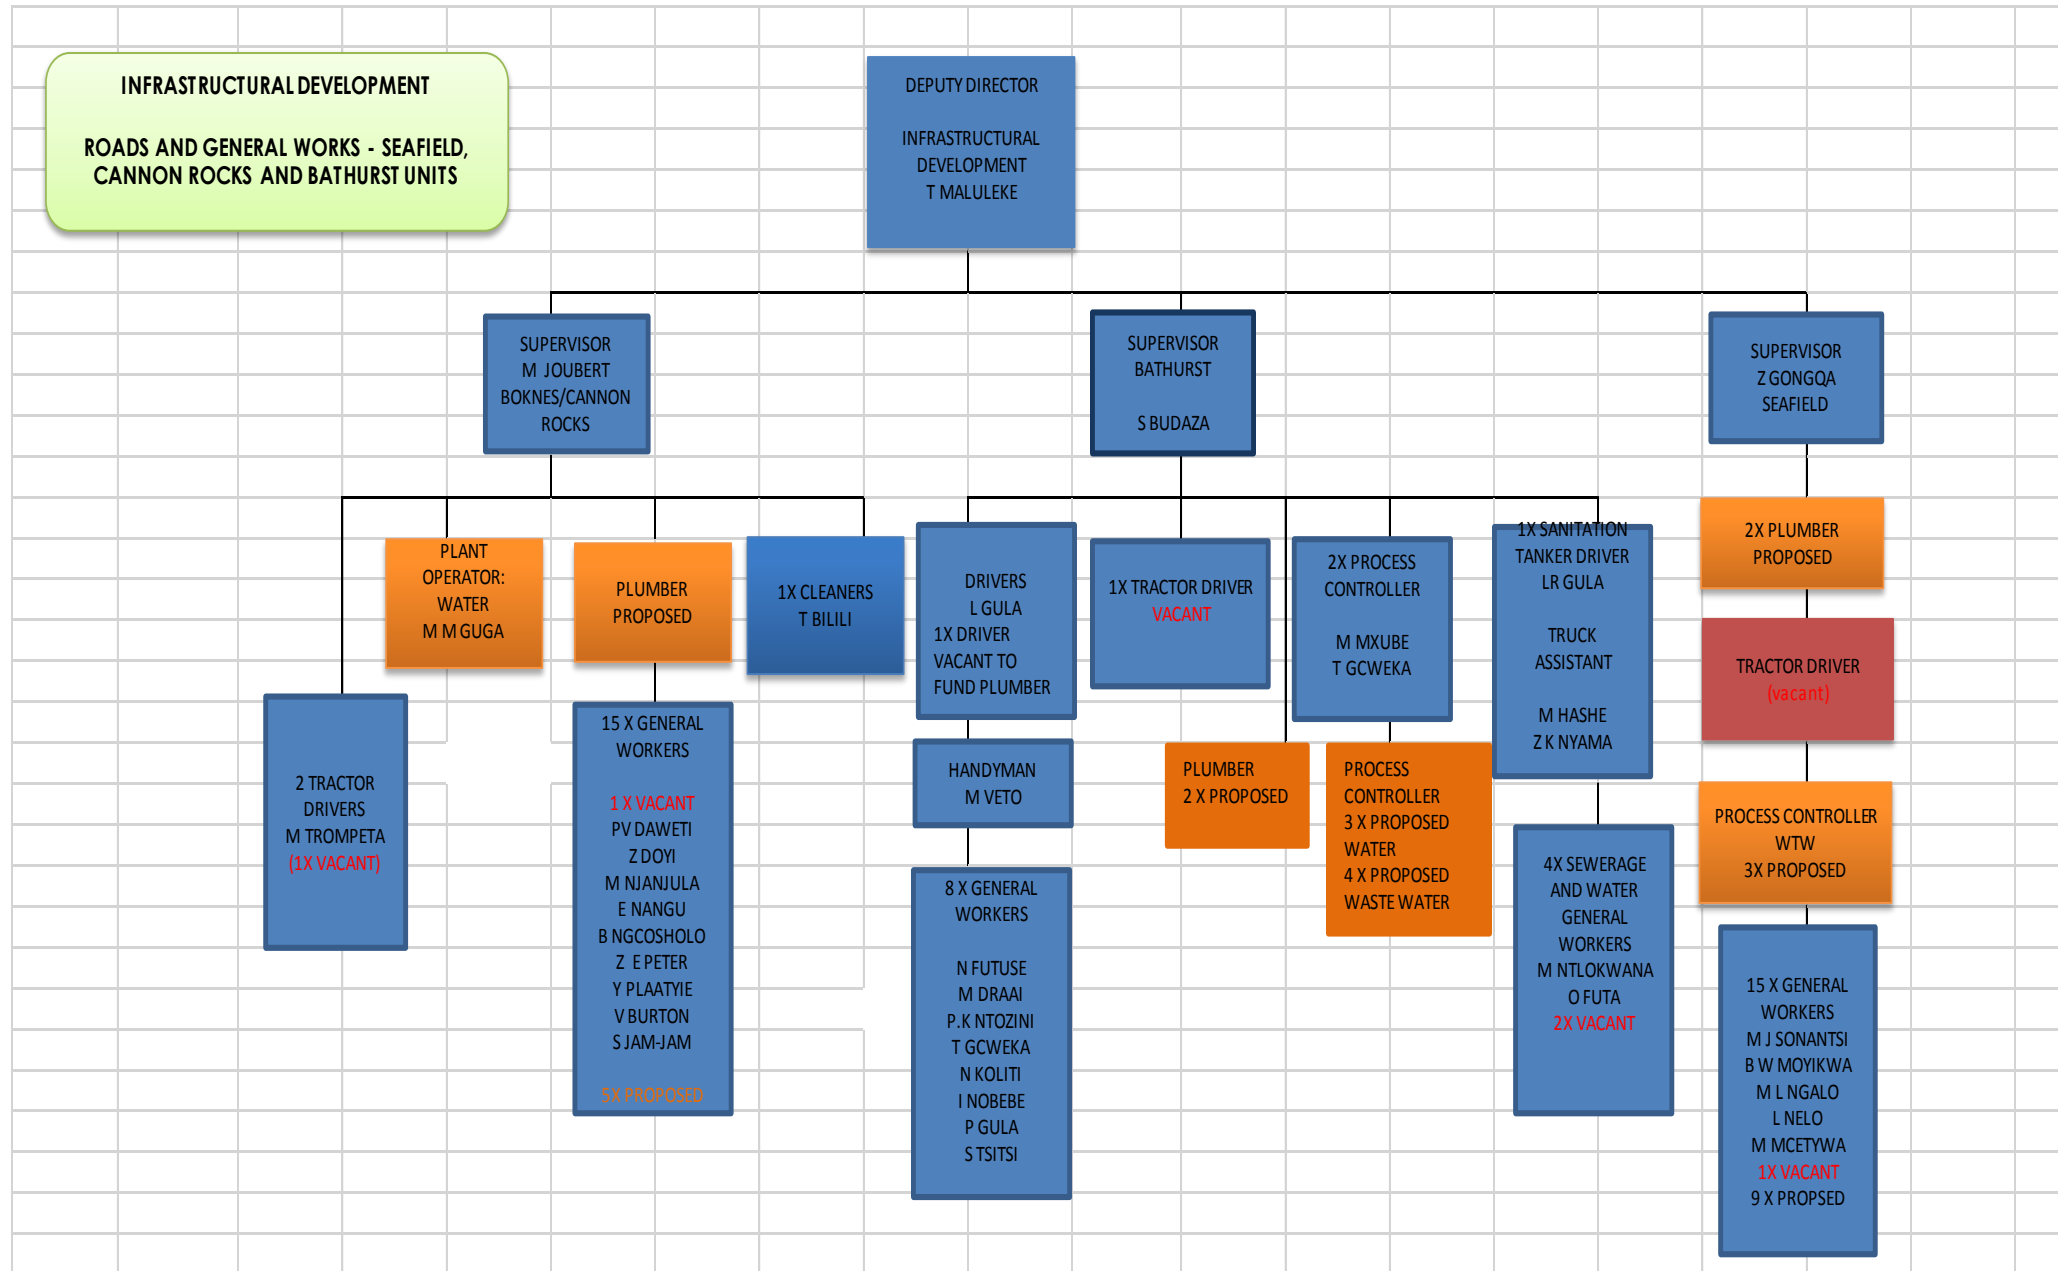 INFRASTRUCTURAL DEVELOPMENT
ROADS AND GENERAL WORKS - SEAFIELD,
CANNON ROCKS AND BATHURST UNITS
DEPUTY DIRECTOR
INFRASTRUCTURAL
DEVELOPMENT
T MALULEKE
SUPERVISOR
M JOUBERT
BOKNES/CANNON
ROCKS
SUPERVISOR
BATHURST
S BUDAZA
SUPERVISOR
Z GONGQA
SEAFIELD
2 TRACTOR
DRIVERS
M TROMPETA
(1X VACANT)
PLANT
OPERATOR:
WATER
M M GUGA
PLUMBER
PROPOSED
15 X GENERAL
WORKERS
1 X VACANT
PV DAWETI
Z DOYI
M NJANJULA
E NANGU
B NGCOSHOLO
Z E PETER
Y PLAATYIE
V BURTON
S JAM-JAM
5X PROPOSED
1X CLEANERS
T BILILI
DRIVERS
L GULA
1X DRIVER
VACANT TO
FUND PLUMBER
HANDYMAN
M VETO
8 X GENERAL
WORKERS
N FUTUSE
M DRAAI
P.K NTOZINI
T GCWEKA
N KOLITI
I NOBEBE
P GULA
S TSITSI
1X TRACTOR DRIVER
VACANT
PLUMBER
2 X PROPOSED
2X PROCESS
CONTROLLER
M MXUBE
T GCWEKA
PROCESS
CONTROLLER
3 X PROPOSED
WATER
4 X PROPOSED
WASTE WATER
1X SANITATION
TANKER DRIVER
LR GULA
TRUCK
ASSISTANT
M HASHE
Z K NYAMA
4X SEWERAGE
AND WATER
GENERAL
WORKERS
M NTLOKWANA
O FUTA
2X VACANT
2X PLUMBER
PROPOSED
TRACTOR DRIVER
(vacant)
PROCESS CONTROLLER
WTW
3X PROPOSED
15 X GENERAL
WORKERS
M J SONANTSI
B W MOYIKWA
M L NGALO
L NELO
M MCETYWA
1X VACANT
9 X PROPSED